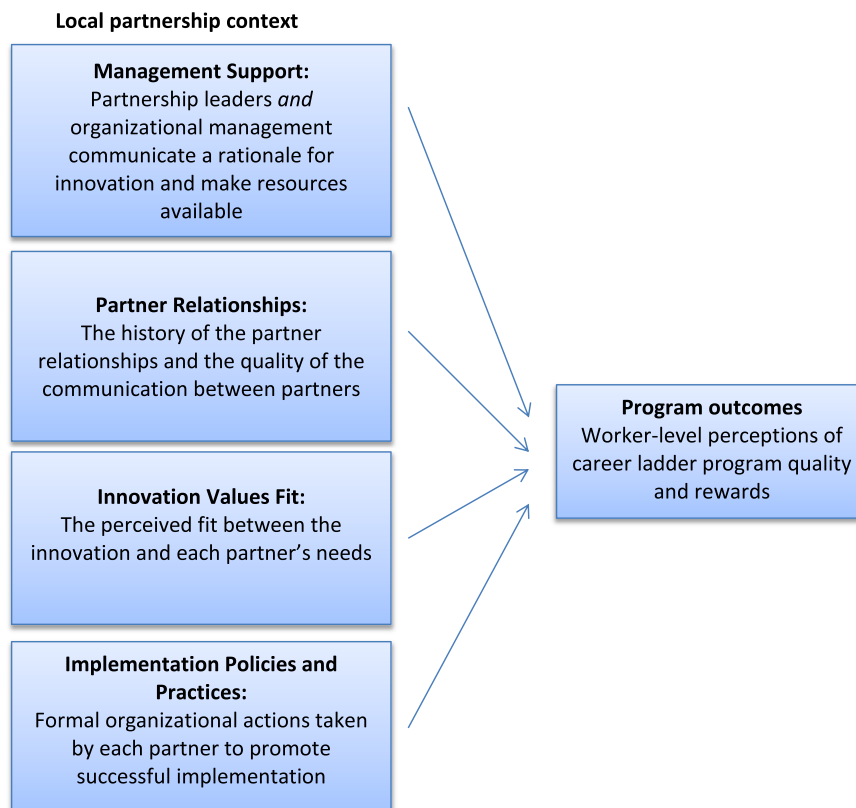 Local partnership context
Management Support:
Partnership leaders and
organizational management
communicate a rationale for
innovation and make resources
available
Partner Relationships:
The history of the partner
relationships and the quality of the
communication between partners
Innovation Values Fit:
The perceived fit between the
innovation and each partner’s needs
Implementation Policies and
Practices:
Formal organizational actions taken
by each partner to promote
successful implementation
Program outcomes
Worker-level perceptions of
career ladder program quality
and rewards